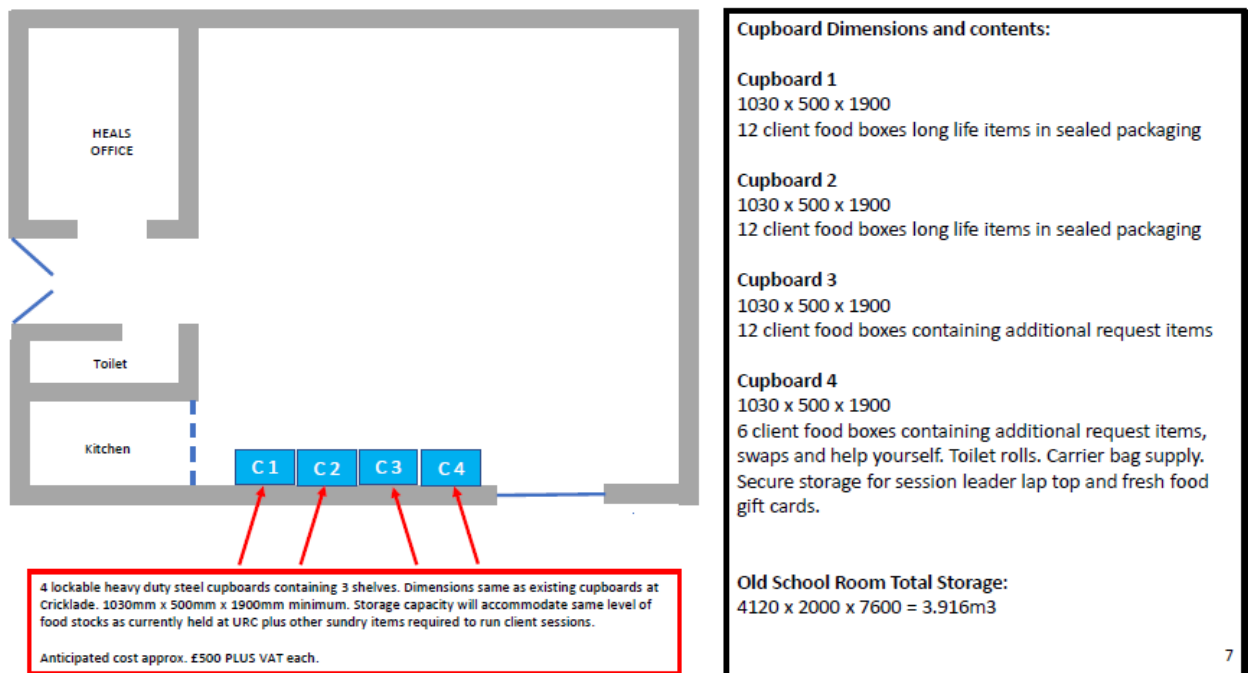 HEALS
OFFICE
Toilet
Kitchen
C 1
C 2
C 3
C 4
4 lockable heavy duty steel cupboards containing 3 shelves. Dimensions same as existing cupboards at
Cricklade. 1030mm x 500mm x 1900mm minimum. Storage capacity will accommodate same level of
food stocks as currently held at URC plus other sundry items required to run client sessions.
Anticipated cost approx. £500 PLUS VAT each.
Cupboard Dimensions and contents:
Cupboard 1
1030 x 500 x 1900
12 client food boxes long life items in sealed packaging
Cupboard 2
1030 x 500 x 1900
12 client food boxes long life items in sealed packaging
Cupboard 3
1030 x 500 x 1900
12 client food boxes containing additional request items
Cupboard 4
1030 x 500 x 1900
6 client food boxes containing additional request items,
swaps and help yourself. Toilet rolls. Carrier bag supply.
Secure storage for session leader lap top and fresh food
gift cards.
Old School Room Total Storage:
4120 x 2000 x 7600 = 3.916m3
7